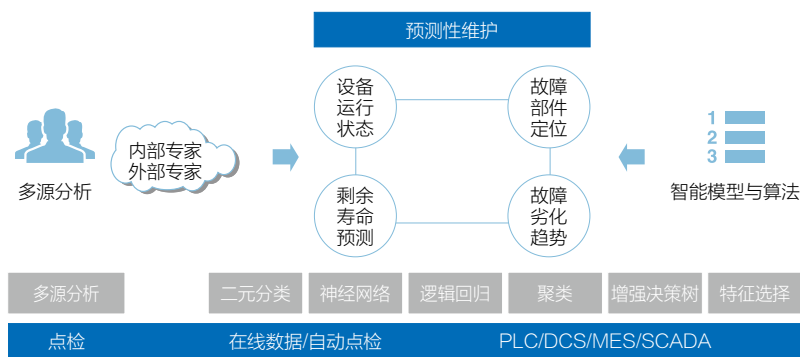 预测性维护
设备
运行
状态
故障
部件
定位
内部专家
外部专家
多源分析
1
2
3
智能模型与算法
剩余
寿命
预测
故障
劣化
趋势
多源分析
二元分类
神经网络
逻辑回归
聚类
增强决策树
特征选择
点检
在线数据/自动点检
PLC/DCS/MES/SCADA